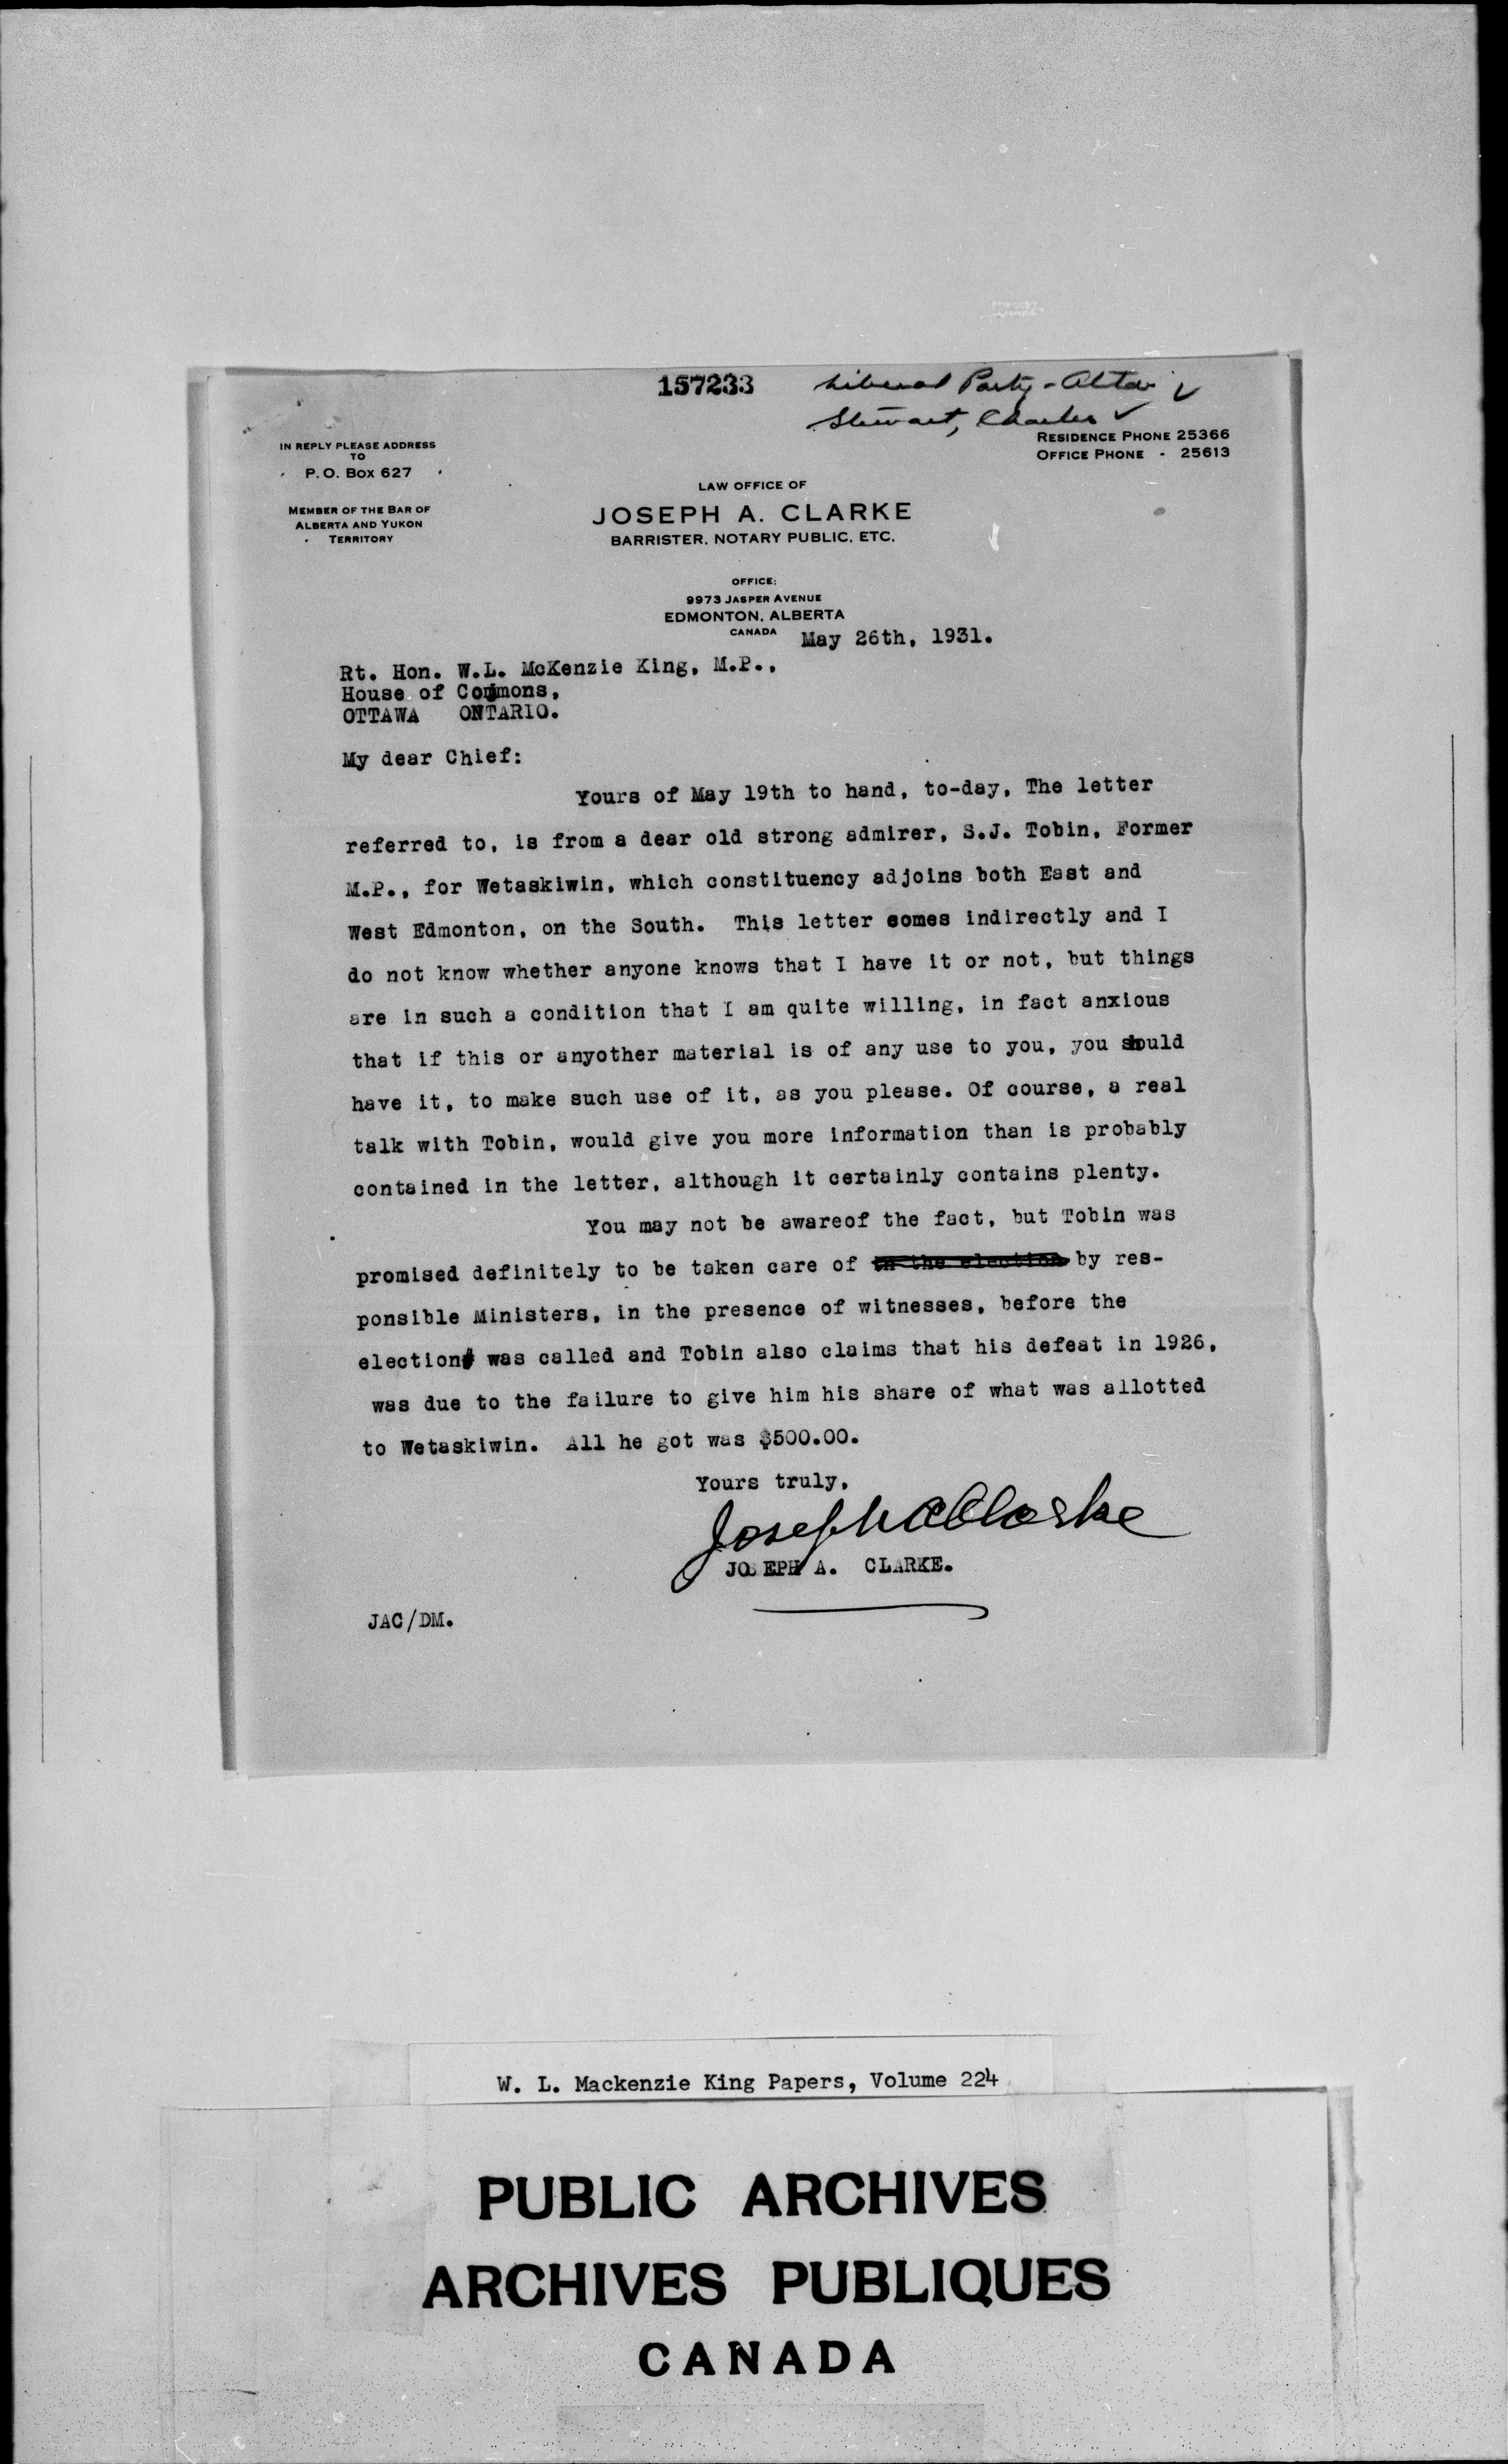 157233
Liberal Party - Alta
Stewart, Charles
IN REPLY PLEASE ADDRESS
TO
P.O. BOX 627
MEMBER OF THE BAR OF
ALBERTA AND YUKON
TERRITORY
RESIDENCE PHONE 25366
OFFICE PHONE - 25613
LAW OFFICE OF
JOSEPH A. CLARKE
BARRISTER, NOTARY PUBLIC, ETC.
OFFICE:
9973 JASPER AVENUE
EDMONTON, ALBERTA
CANADA
May 26th, 1931.
Rt. Hon. W.L. McKenzie King, M.P.,
House of Commons,
OTTAWA ONTARIO.
My dear Chief:
Yours of May 19th to hand, to-day, The letter
referred to, is from a dear old strong admirer, S.J. Tobin, Former
M.P., for Wetaskiwin, which constituency adjoins both East and
West Edmonton, on the South. This letter comes indirectly and I
do not know whether anyone knows that I have it or not, but things
are in such a condition that I am quite willing, in fact anxious
that if this or anyother material is of any use to you, you should
have it, to make such use of it, as you please. Of course, a real
talk with Tobin, would give you more information than is probably
contained in the letter, although it certainly contains plenty.
You may not be awareof the fact, but Tobin was
promised definitely to be taken care of in the election by res-
ponsible Ministers, in the presence of witnesses, before the
election was called and Tobin also claims that his defeat in 1926,
was due to the failure to give him his share of what was allotted
to Wetaskiwin. All he got was $500.00.
Yours truly,
Joseph A Clarke
JOSEPH A. CLARKE.
JAC/DM.
W. L. Mackenzie King Papers, Volume 224
PUBLIC ARCHIVES
ARCHIVES PUBLIQUES
CANADA